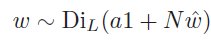 w ∼ Di_L(a1 + Nŵ)